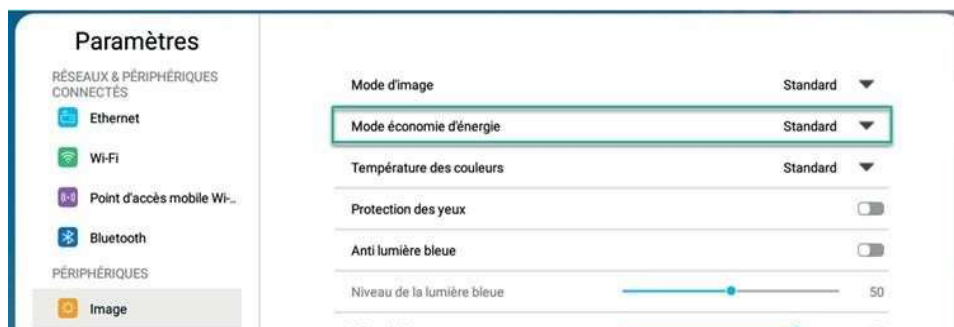 Paramètres
RÉSEAUX & PÉRIPHÉRIQUES
CONNECTÉS
Ethernet
Wi-Fi
Point d'accès mobile Wi-..
Bluetooth
PÉRIPHÉRIQUES
Image
Mode d'image Standard
Mode économie d'énergie Standard
Température des couleurs Standard
Protection des yeux
Anti lumière bleue
Niveau de la lumière bleue 50